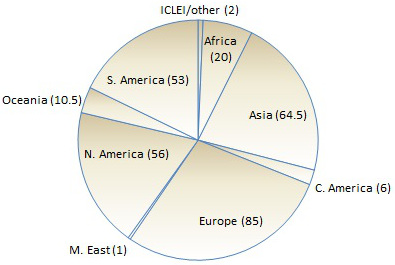 ICLEI/other (2)
Africa
(20)
S. America (53)
Oceania (10.5)
Asia (64.5)
N. America (56)
C. America (6)
Europe (85)
M. East (1)